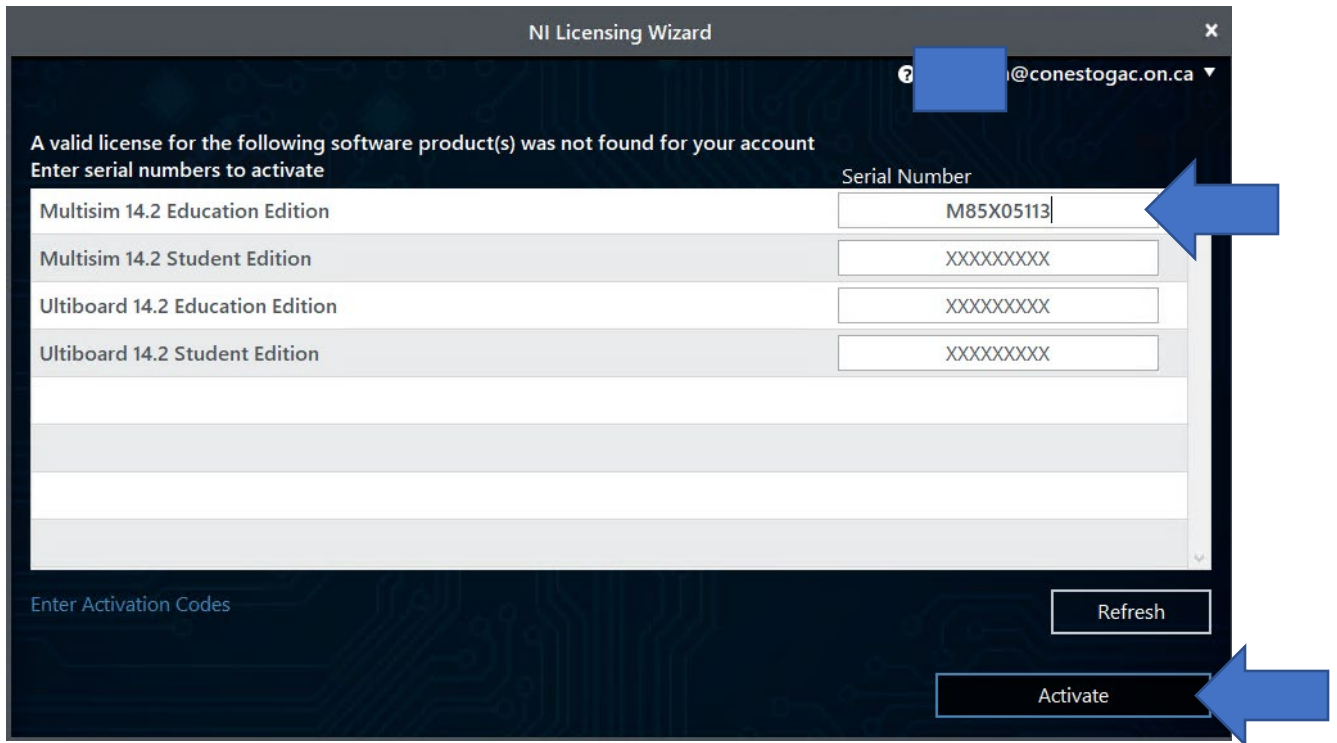 NI Licensing Wizard
@conestogac.on.ca
A valid license for the following software product(s) was not found for your account
Enter serial numbers to activate
Serial Number
Multisim 14.2 Education Edition M85X05113
Multisim 14.2 Student Edition XXXXXXXXX
Ultiboard 14.2 Education Edition XXXXXXXXX
Ultiboard 14.2 Student Edition XXXXXXXXX
Enter Activation Codes
Refresh
Activate